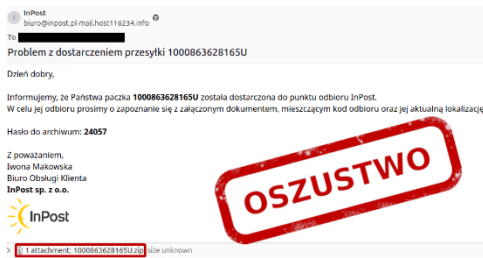 InPost
biuro@inpost.pl-mail.host116234.info
To
Problem z dostarczeniem przesyłki 1000863628165U
Dzień dobry,
Informujemy, że Państwa paczka 1000863628165U została dostarczona do punktu odbioru InPost.
W celu jej odbioru prosimy o zapoznanie się z załączonym dokumentem, mieszczącym kod odbioru oraz jej aktualną lokalizację
Hasło do archiwum: 24057
Z poważaniem,
Iwona Makowska
Biuro Obsługi Klienta
InPost sp. z o.o.
OSZUSTWO
InPost
1 attachment: 1000863628165U.zip size unknown